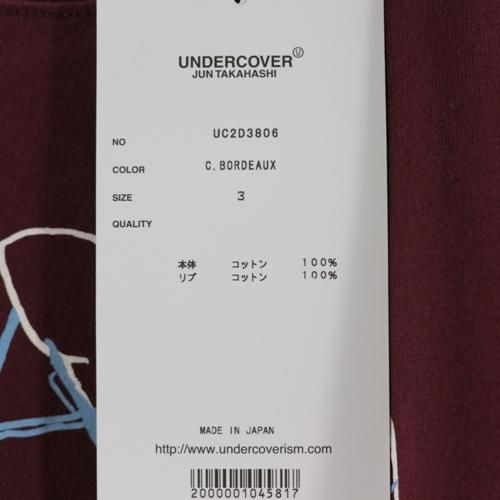 UNDERCOVER Ⓤ
JUN TAKAHASHI
NO UC2D3806
COLOR C.BORDEAUX
SIZE 3
QUALITY
本体 コットン 100%
リブ コットン 100%
MADE IN JAPAN
http://www.undercoverism.com
2000001045817